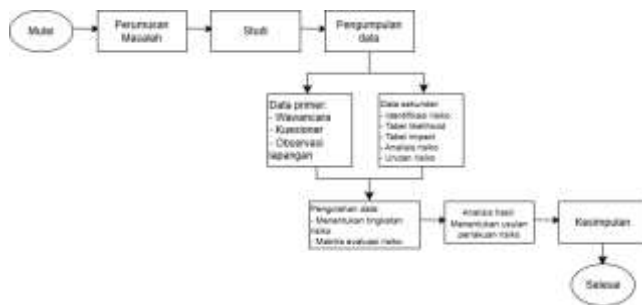 Mulai
Perumusan
Masalah
Studi
Pengumpulan
data
Data primer:
- Wawancara
- Kuesioner
- Observasi
lapangan
Data sekunder
- Identifikasi risiko
- Tabel likelihood
- Tabel impact
- Analisis risiko
- Urutan risiko
Pengolahan data:
- Menentukan tingkatan
risiko
- Matriks evaluasi risiko
Analisis hasil
Menentukan usulan
perlakuan risiko
Kesimpulan
Selesai